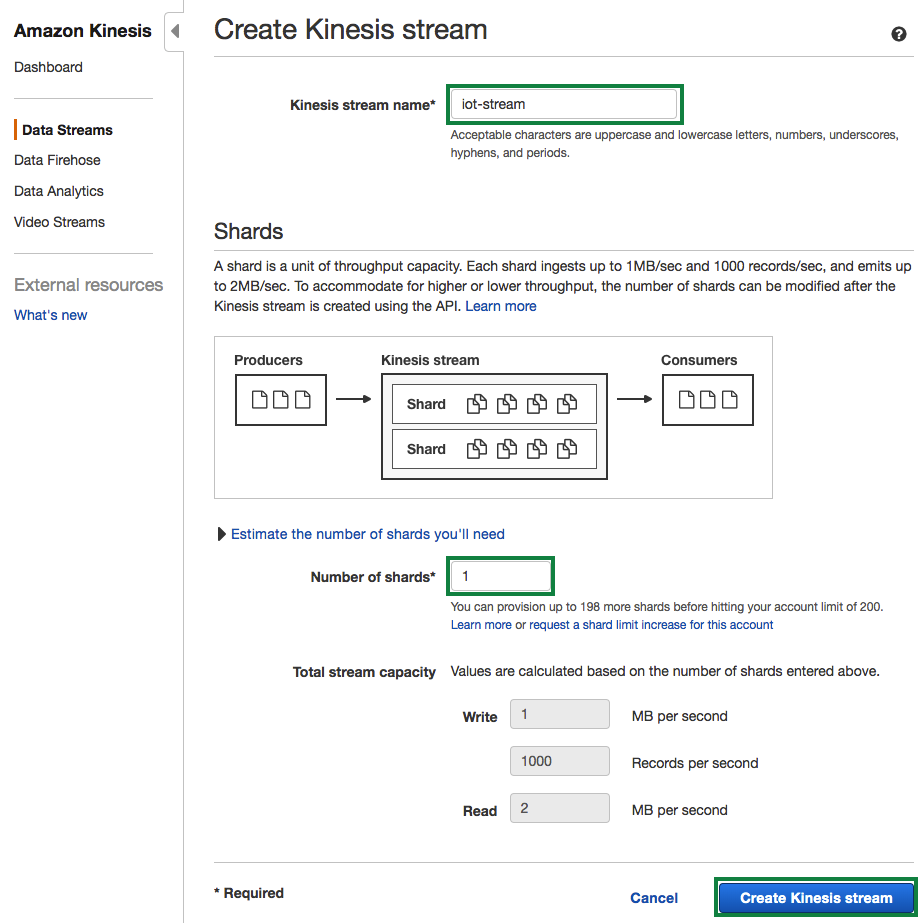 Amazon Kinesis
Dashboard
Data Streams
Data Firehose
Data Analytics
Video Streams
External resources
What's new
Create Kinesis stream
?
Kinesis stream name*
iot-stream
Acceptable characters are uppercase and lowercase letters, numbers, underscores,
hyphens, and periods.
Shards
A shard is a unit of throughput capacity. Each shard ingests up to 1MB/sec and 1000 records/sec, and emits up
to 2MB/sec. To accommodate for higher or lower throughput, the number of shards can be modified after the
Kinesis stream is created using the API. Learn more
Producers
Kinesis stream
Consumers
Shard
Shard
Estimate the number of shards you'll need
Number of shards*
1
You can provision up to 198 more shards before hitting your account limit of 200.
Learn more or request a shard limit increase for this account
Total stream capacity
Values are calculated based on the number of shards entered above.
Write
1
MB per second
1000
Records per second
Read
2
MB per second
* Required
Cancel
Create Kinesis stream